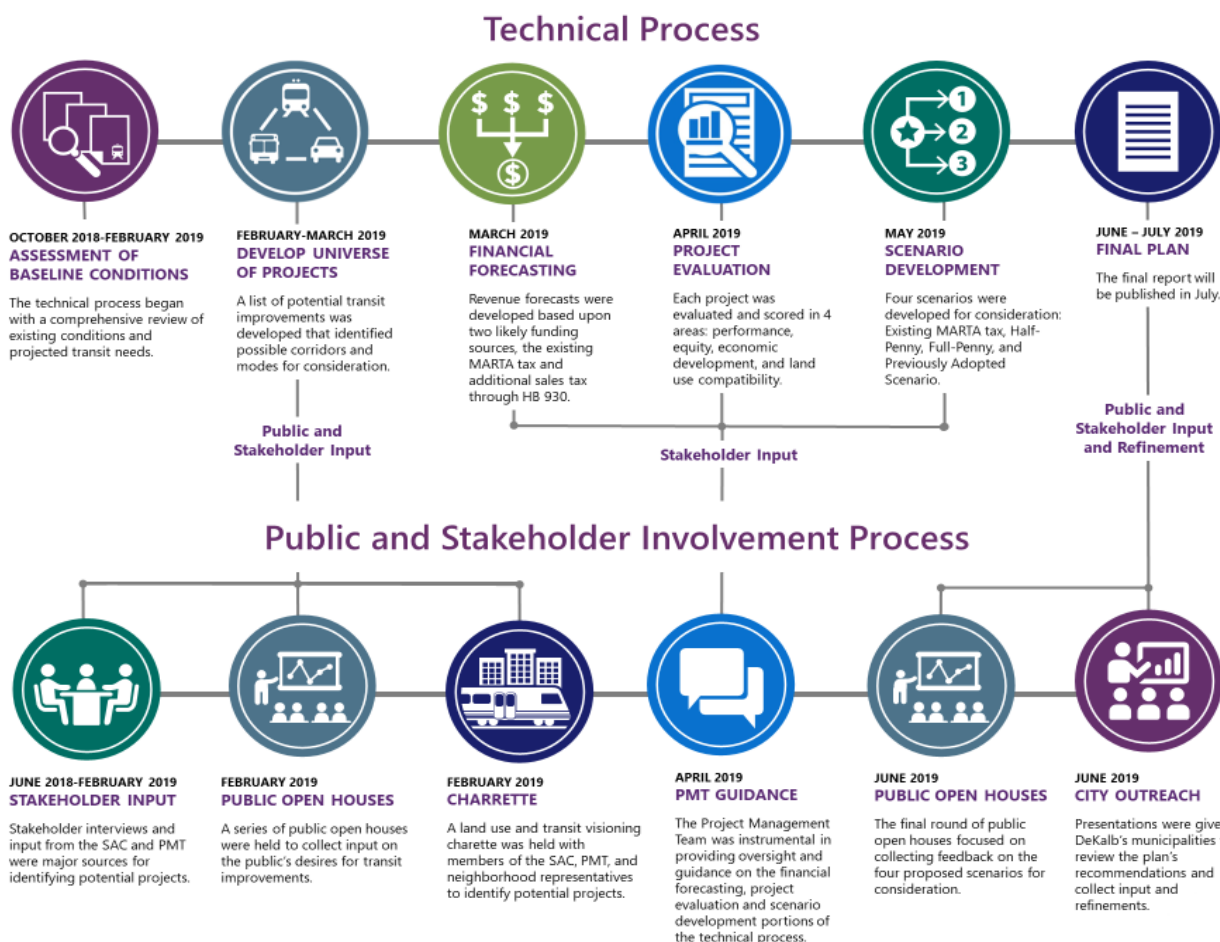 Technical Process
$ $ $
$
1
2
3
OCTOBER 2018-FEBRUARY 2019
ASSESSMENT OF
BASELINE CONDITIONS
The technical process began
with a comprehensive review of
existing conditions and
projected transit needs.
FEBRUARY-MARCH 2019
DEVELOP UNIVERSE
OF PROJECTS
A list of potential transit
improvements was
developed that identified
possible corridors and
modes for consideration.
MARCH 2019
FINANCIAL
FORECASTING
Revenue forecasts were
developed based upon
two likely funding
sources, the existing
MARTA tax and
additional sales tax
through HB 930.
APRIL 2019
PROJECT
EVALUATION
Each project was
evaluated and scored in 4
areas: performance,
equity, economic
development, and land
use compatibility.
MAY 2019
SCENARIO
DEVELOPMENT
Four scenarios were
developed for consideration:
Existing MARTA tax, Half-
Penny, Full-Penny, and
Previously Adopted
Scenario.
JUNE – JULY 2019
FINAL PLAN
The final report will
be published in July.
Public and
Stakeholder Input
Stakeholder Input
Public and
Stakeholder Input
and Refinement
Public and Stakeholder Involvement Process
JUNE 2018-FEBRUARY 2019
STAKEHOLDER INPUT
Stakeholder interviews and
input from the SAC and PMT
were major sources for
identifying potential projects.
FEBRUARY 2019
PUBLIC OPEN HOUSES
A series of public open houses
were held to collect input on
the public's desires for transit
improvements.
FEBRUARY 2019
CHARRETTE
A land use and transit visioning
charette was held with
members of the SAC, PMT, and
neighborhood representatives
to identify potential projects.
APRIL 2019
PMT GUIDANCE
The Project Management
Team was instrumental in
providing oversight and
guidance on the financial
forecasting, project
evaluation and scenario
development portions of
the technical process.
JUNE 2019
PUBLIC OPEN HOUSES
The final round of public
open houses focused on
collecting feedback on the
four proposed scenarios for
consideration.
JUNE 2019
CITY OUTREACH
Presentations were give
DeKalb's municipalities
review the plan's
recommendations and
collect input and
refinements.